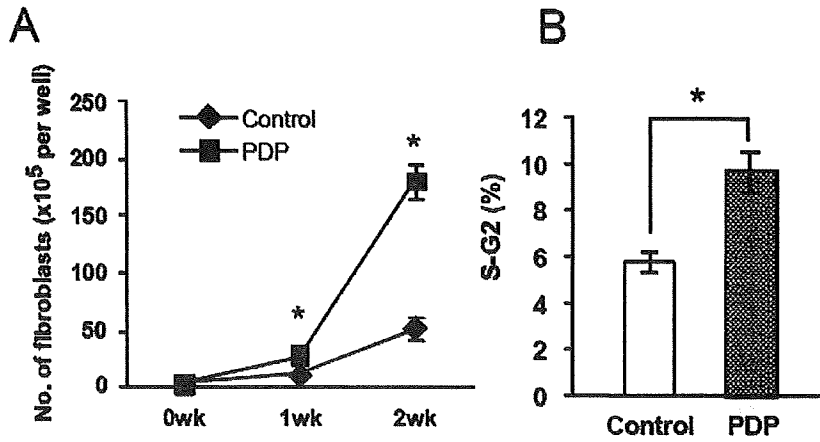 A
No. of fibroblasts (x10⁵ per well)
250
200
150
100
50
0
Control
PDP
*
*
0wk
1wk
2wk
B
S-G2 (%)
12
10
8
6
4
2
0
*
Control
PDP